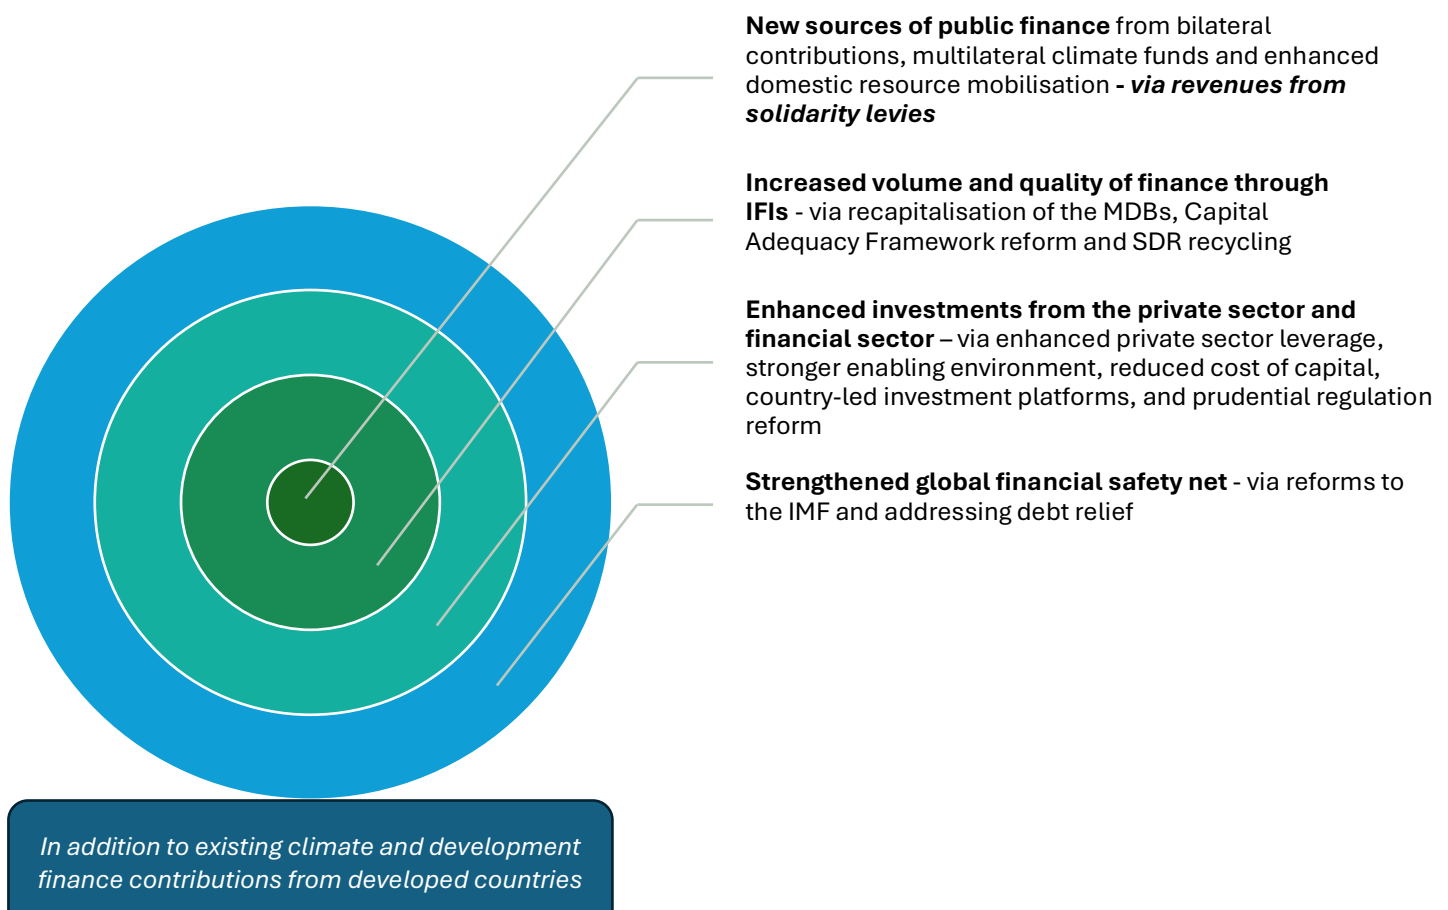 New sources of public finance from bilateral
contributions, multilateral climate funds and enhanced
domestic resource mobilisation - via revenues from
solidarity levies
Increased volume and quality of finance through
IFIs - via recapitalisation of the MDBs, Capital
Adequacy Framework reform and SDR recycling
Enhanced investments from the private sector and
financial sector – via enhanced private sector leverage,
stronger enabling environment, reduced cost of capital,
country-led investment platforms, and prudential regulation
reform
Strengthened global financial safety net - via reforms to
the IMF and addressing debt relief
In addition to existing climate and development
finance contributions from developed countries